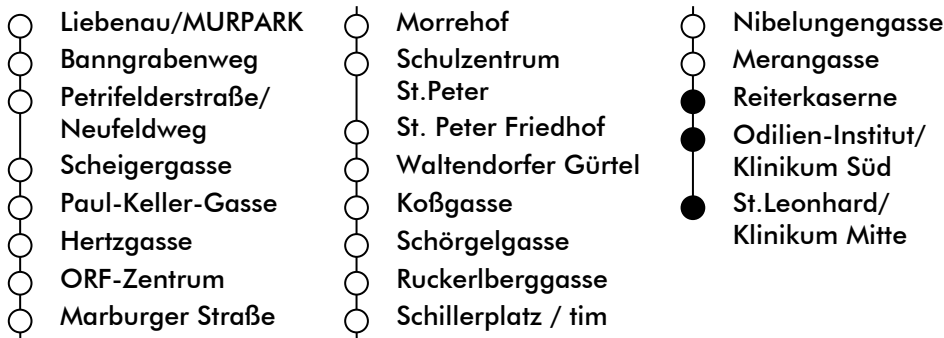 Liebenau/MURPARK
Banngrabenweg
Petrifelderstraße/
Neufeldweg
Scheigergasse
Paul-Keller-Gasse
Hertzgasse
ORF-Zentrum
Marburger Straße
Morrehof
Schulzentrum
St.Peter
St. Peter Friedhof
Waltendorfer Gürtel
Koßgasse
Schörgelgasse
Ruckerlberggasse
Schillerplatz / tim
Nibelungengasse
Merangasse
Reiterkaserne
Odilien-Institut/
Klinikum Süd
St.Leonhard/
Klinikum Mitte